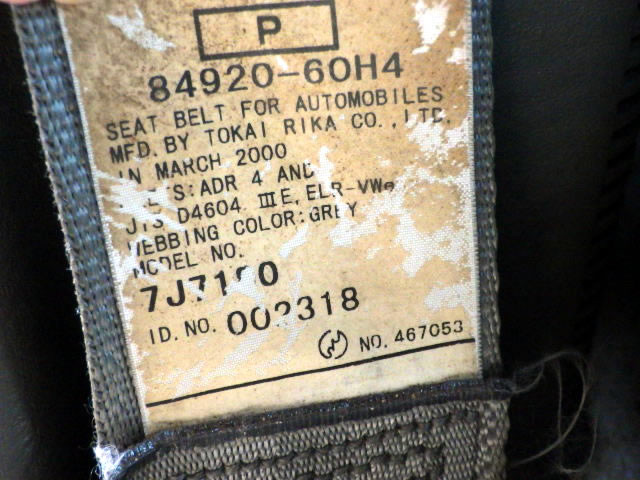 P
84920-60H4
SEAT BELT FOR AUTOMOBILES
MFD. BY TOKAI RIKA CO., LTD.
IN MARCH 2000
S: ADR 4 AND
D4604 IIIE, ELR-VW
WEBBING COLOR: GREY
MODEL NO.
ID. NO.
NO. 467053